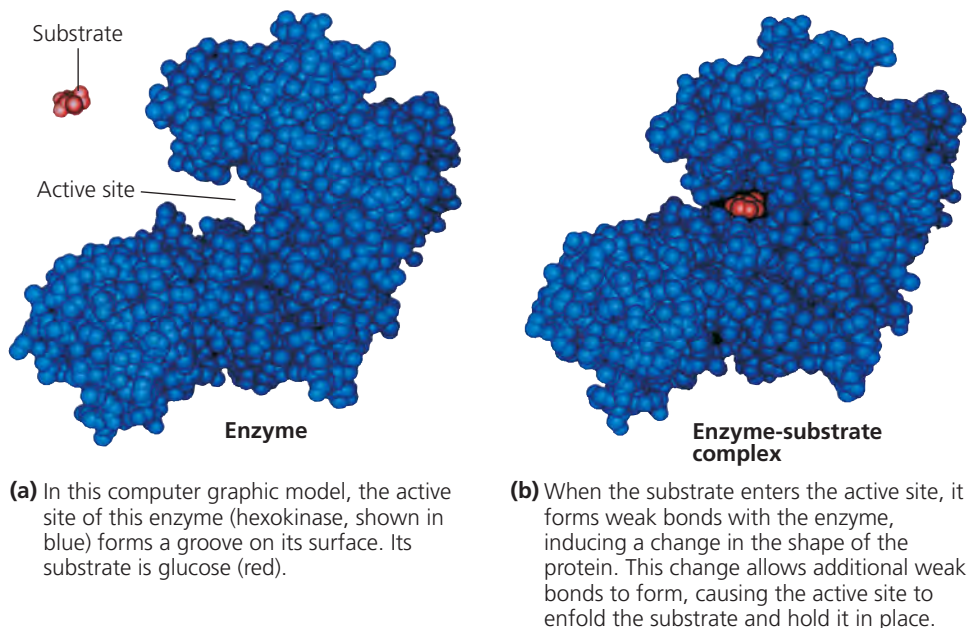 Substrate
Active site
Enzyme
Enzyme-substrate
complex
(a) In this computer graphic model, the active
site of this enzyme (hexokinase, shown in
blue) forms a groove on its surface. Its
substrate is glucose (red).
(b) When the substrate enters the active site, it
forms weak bonds with the enzyme,
inducing a change in the shape of the
protein. This change allows additional weak
bonds to form, causing the active site to
enfold the substrate and hold it in place.